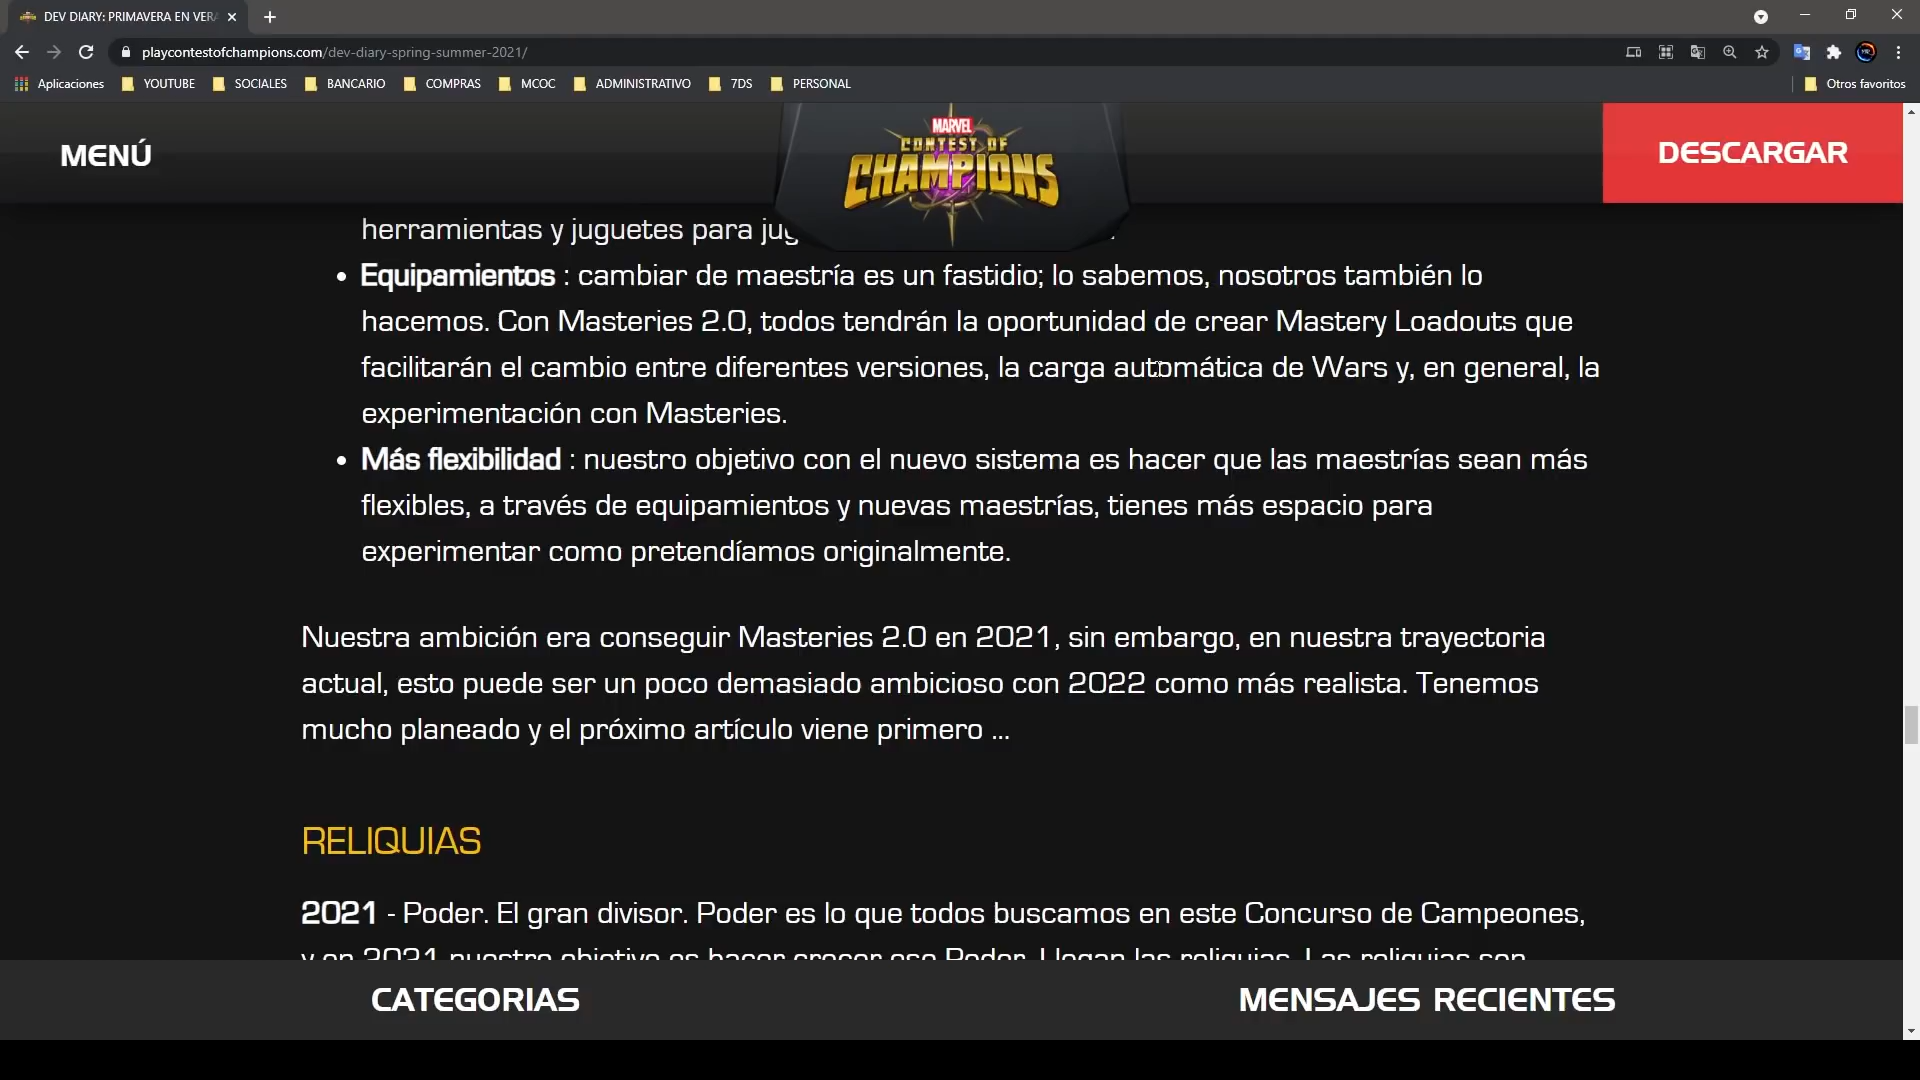 DEV DIARY: PRIMAVERA EN VER
playcontestofchampions.com/dev-diary-spring-summer-2021/
Aplicaciones YOUTUBE SOCIALES BANCARIO COMPRAS MCOC ADMINISTRATIVO 7DS PERSONAL Otros favoritos
MENÚ
MARVEL
CONTEST OF
CHAMPIONS
DESCARGAR
herramientas y juguetes para
Equipamientos : cambiar de maestría es un fastidio; lo sabemos, nosotros también lo
hacemos. Con Masteries 2.0, todos tendrán la oportunidad de crear Mastery Loadouts que
facilitarán el cambio entre diferentes versiones, la carga automática de Wars y, en general, la
experimentación con Masteries.
Más flexibilidad : nuestro objetivo con el nuevo sistema es hacer que las maestrías sean más
flexibles, a través de equipamientos y nuevas maestrías, tienes más espacio para
experimentar como pretendíamos originalmente.
Nuestra ambición era conseguir Masteries 2.0 en 2021, sin embargo, en nuestra trayectoria
actual, esto puede ser un poco demasiado ambicioso con 2022 como más realista. Tenemos
mucho planeado y el próximo artículo viene primero ...
RELIQUIAS
2021 - Poder. El gran divisor. Poder es lo que todos buscamos en este Concurso de Campeones,
y en 2021 nuestro objetivo es hacer crecer ese Poder. Llegan las reliquias. Las reliquias son
CATEGORIAS
MENSAJES RECIENTES